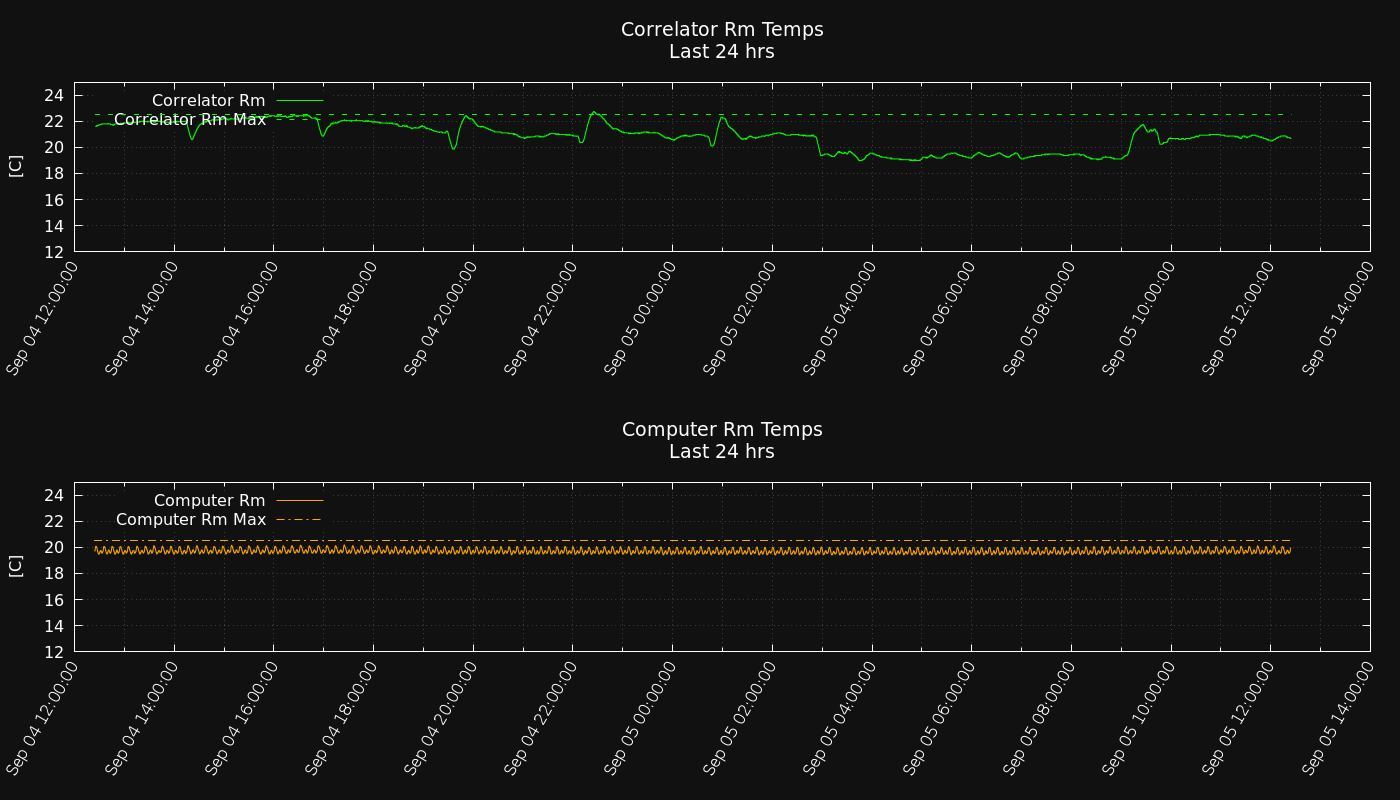 Correlator Rm Temps
Last 24 hrs
Correlator Rm
Correlator Rm Max
[C]
24
22
20
18
16
14
12
Sep 04 12:00:00
Sep 04 14:00:00
Sep 04 16:00:00
Sep 04 18:00:00
Sep 04 20:00:00
Sep 04 22:00:00
Sep 05 00:00:00
Sep 05 02:00:00
Sep 05 04:00:00
Sep 05 06:00:00
Sep 05 08:00:00
Sep 05 10:00:00
Sep 05 12:00:00
Sep 05 14:00:00
Computer Rm Temps
Last 24 hrs
Computer Rm
Computer Rm Max
[C]
24
22
20
18
16
14
12
Sep 04 12:00:00
Sep 04 14:00:00
Sep 04 16:00:00
Sep 04 18:00:00
Sep 04 20:00:00
Sep 04 22:00:00
Sep 05 00:00:00
Sep 05 02:00:00
Sep 05 04:00:00
Sep 05 06:00:00
Sep 05 08:00:00
Sep 05 10:00:00
Sep 05 12:00:00
Sep 05 14:00:00